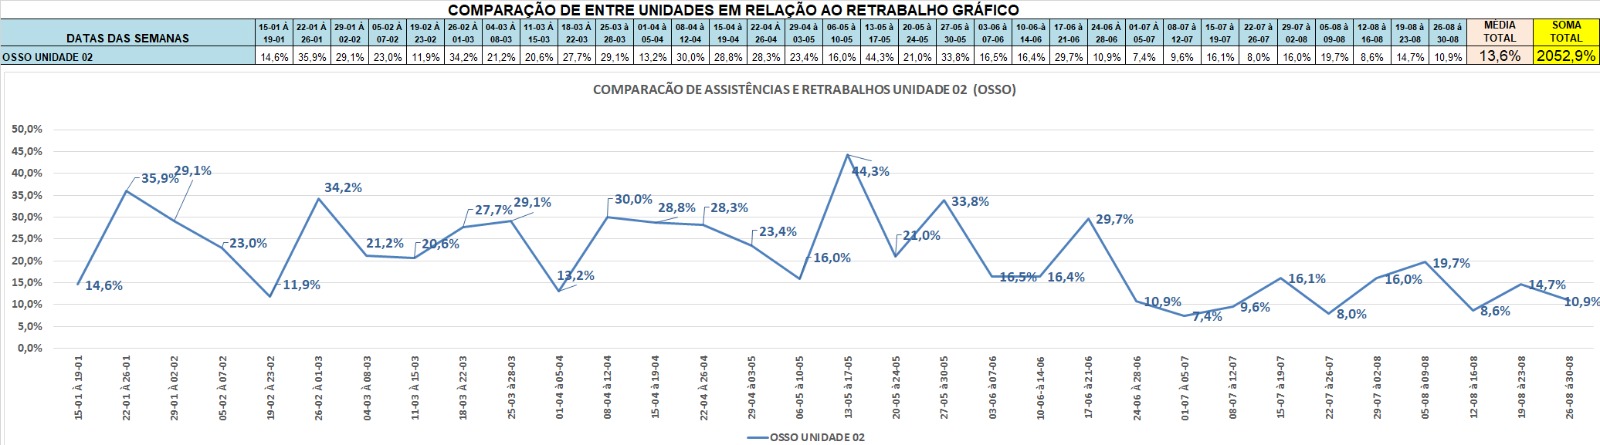 COMPARAÇÃO DE ENTRE UNIDADES EM RELAÇÃO AO RETRABALHO GRÁFICO
DATAS DAS SEMANAS 15-01 À 19-01 22-01 À 26-01 29-01 À 02-02 05-02 À 07-02 19-02 À 23-02 26-02 À 01-03 04-03 À 08-03 11-03 À 15-03 18-03 À 22-03 25-03 à 28-03 01-04 à 05-04 08-04 À 12-04 15-04 à 19-04 22-04 À 26-04 29-04 à 03-05 06-05 à 10-05 13-05 à 17-05 20-05 À 24-05 27-05 À 30-05 03-06 à 07-06 10-06 à 14-06 17-06 à 21-06 24-06 À 28-06 01-07 À 05-07 08-07 à 12-07 15-07 à 19-07 22-07 à 26-07 29-07 à 02-08 05-08 à 09-08 12-08 à 16-08 19-08 à 23-08 26-08 à 30-08 MÉDIA TOTAL SOMA TOTAL
OSSO UNIDADE 02 14,6% 35,9% 29,1% 23,0% 11,9% 34,2% 21,2% 20,6% 27,7% 29,1% 13,2% 30,0% 28,8% 28,3% 23,4% 16,0% 44,3% 21,0% 33,8% 16,5% 16,4% 29,7% 10,9% 7,4% 9,6% 16,1% 8,0% 16,0% 19,7% 8,6% 14,7% 10,9% 13,6% 2052,9%
COMPARACÃO DE ASSISTÊNCIAS E RETRABALHOS UNIDADE 02 (OSSO)
50,0%
45,0%
40,0%
35,0%
30,0%
25,0%
20,0%
15,0%
10,0%
5,0%
0,0%
14,6% 35,9% 29,1% 23,0% 11,9% 34,2% 21,2% 20,6% 27,7% 29,1% 13,2% 30,0% 28,8% 28,3% 23,4% 16,0% 44,3% 21,0% 33,8% 16,5% 16,4% 29,7% 10,9% 7,4% 9,6% 16,1% 8,0% 16,0% 19,7% 8,6% 14,7% 10,9%
15-01 À 19-01
22-01 À 26-01
29-01 À 02-02
05-02 À 07-02
19-02 À 23-02
26-02 À 01-03
04-03 À 08-03
11-03 À 15-03
18-03 À 22-03
25-03 à 28-03
01-04 à 05-04
08-04 À 12-04
15-04 à 19-04
22-04 À 26-04
29-04 à 03-05
06-05 à 10-05
13-05 à 17-05
20-05 À 24-05
27-05 À 30-05
03-06 à 07-06
10-06 à 14-06
17-06 à 21-06
24-06 À 28-06
01-07 À 05-07
08-07 à 12-07
15-07 à 19-07
22-07 à 26-07
29-07 à 02-08
05-08 à 09-08
12-08 à 16-08
19-08 à 23-08
26-08 à 30-08
OSSO UNIDADE 02